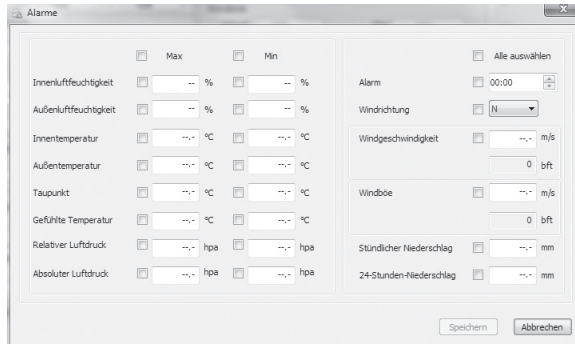 Alarme
x
Max Min
Innenluftfeuchtigkeit -- % -- %
Außenluftfeuchtigkeit -- % -- %
Innentemperatur --,- °C --,- °C
Außentemperatur --,- °C --,- °C
Taupunkt --,- °C --,- °C
Gefühlte Temperatur --,- °C --,- °C
Relativer Luftdruck --,- hpa --,- hpa
Absoluter Luftdruck --,- hpa --,- hpa
Alle auswählen
Alarm 00:00
Windrichtung N
Windgeschwindigkeit --,- m/s
0 bft
Windböe --,- m/s
0 bft
Stündlicher Niederschlag --,- mm
24-Stunden-Niederschlag --,- mm
Speichern Abbrechen